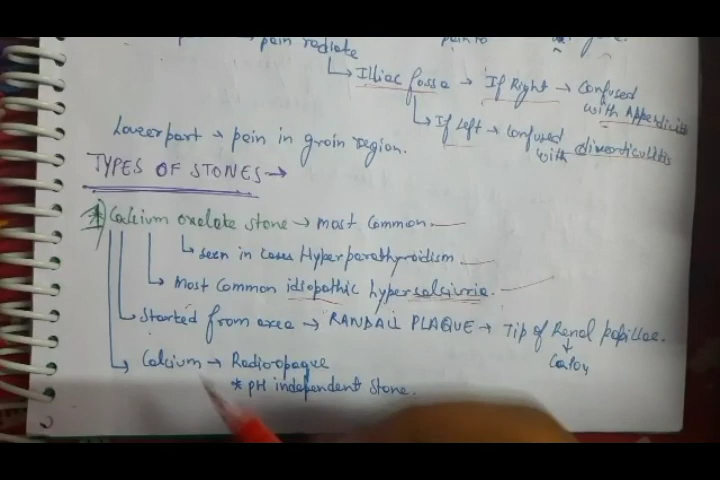 pain radiate
pain to
Illiac fossa → If Right → Confused with Appendicitis
If Left → Confused with diverticulitis
Lower part → pain in groin region.
TYPES OF STONES →
* Calcium oxalate stone → Most Common
seen in cases Hyperparathyroidism
Most Common idiopathic hypercalciuria.
Started from area → RANDALL PLAQUE → Tip of Renal papillae.
Calcium → Radio-opaque
* pH independent stone.